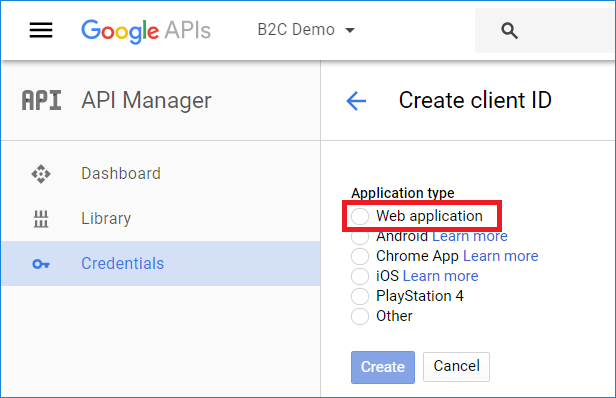 Google APIs
B2C Demo
API
API Manager
Create client ID
Dashboard
Library
Credentials
Application type
Web application
Android Learn more
Chrome App Learn more
iOS Learn more
PlayStation 4
Other
Create
Cancel